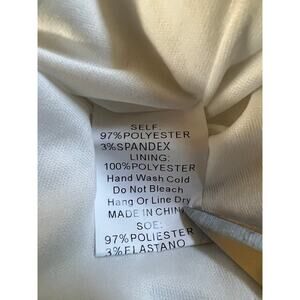 SELF:
97%POLYESTER
3%SPANDEX
LINING:
100%POLYESTER
Hand Wash Cold
Do Not Bleach
Hang Or Line Dry
MADE IN CHINA
SOE:
97%POLIESTER
3%ELASTANO